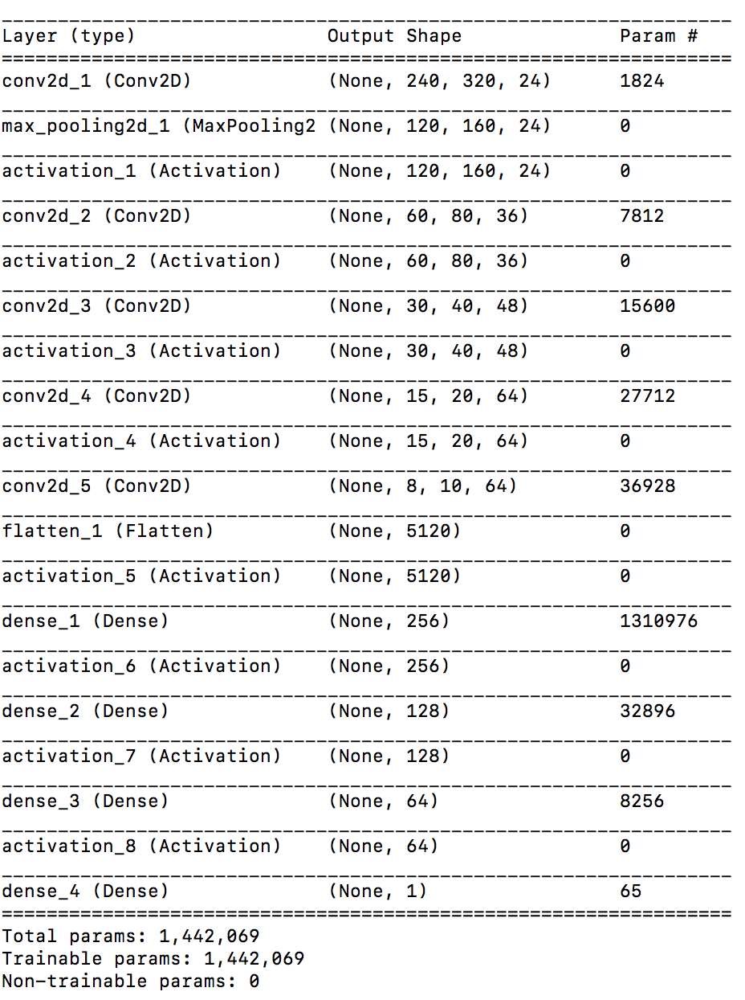 _________________________________________________________________
Layer (type)                 Output Shape              Param #
=================================================================
conv2d_1 (Conv2D)            (None, 240, 320, 24)      1824
_________________________________________________________________
max_pooling2d_1 (MaxPooling2 (None, 120, 160, 24)      0
_________________________________________________________________
activation_1 (Activation)    (None, 120, 160, 24)      0
_________________________________________________________________
conv2d_2 (Conv2D)            (None, 60, 80, 36)        7812
_________________________________________________________________
activation_2 (Activation)    (None, 60, 80, 36)        0
_________________________________________________________________
conv2d_3 (Conv2D)            (None, 30, 40, 48)        15600
_________________________________________________________________
activation_3 (Activation)    (None, 30, 40, 48)        0
_________________________________________________________________
conv2d_4 (Conv2D)            (None, 15, 20, 64)        27712
_________________________________________________________________
activation_4 (Activation)    (None, 15, 20, 64)        0
_________________________________________________________________
conv2d_5 (Conv2D)            (None, 8, 10, 64)         36928
_________________________________________________________________
flatten_1 (Flatten)          (None, 5120)              0
_________________________________________________________________
activation_5 (Activation)    (None, 5120)              0
_________________________________________________________________
dense_1 (Dense)              (None, 256)               1310976
_________________________________________________________________
activation_6 (Activation)    (None, 256)               0
_________________________________________________________________
dense_2 (Dense)              (None, 128)               32896
_________________________________________________________________
activation_7 (Activation)    (None, 128)               0
_________________________________________________________________
dense_3 (Dense)              (None, 64)                8256
_________________________________________________________________
activation_8 (Activation)    (None, 64)                0
_________________________________________________________________
dense_4 (Dense)              (None, 1)                 65
=================================================================
Total params: 1,442,069
Trainable params: 1,442,069
Non-trainable params: 0